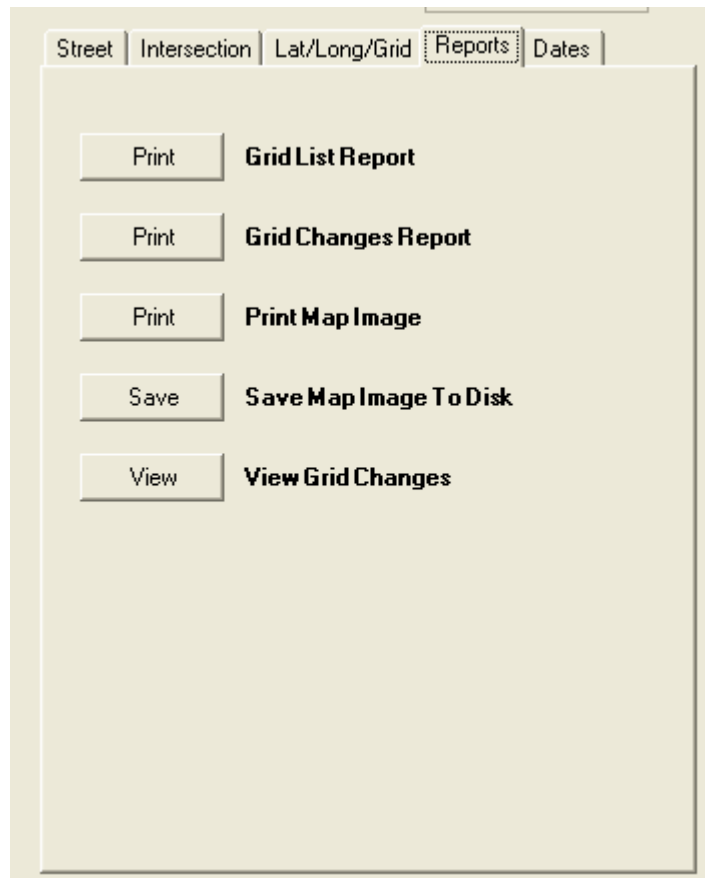 Street Intersection Lat/Long/Grid Reports Dates
Print Grid List Report
Print Grid Changes Report
Print Print Map Image
Save Save Map Image To Disk
View View Grid Changes